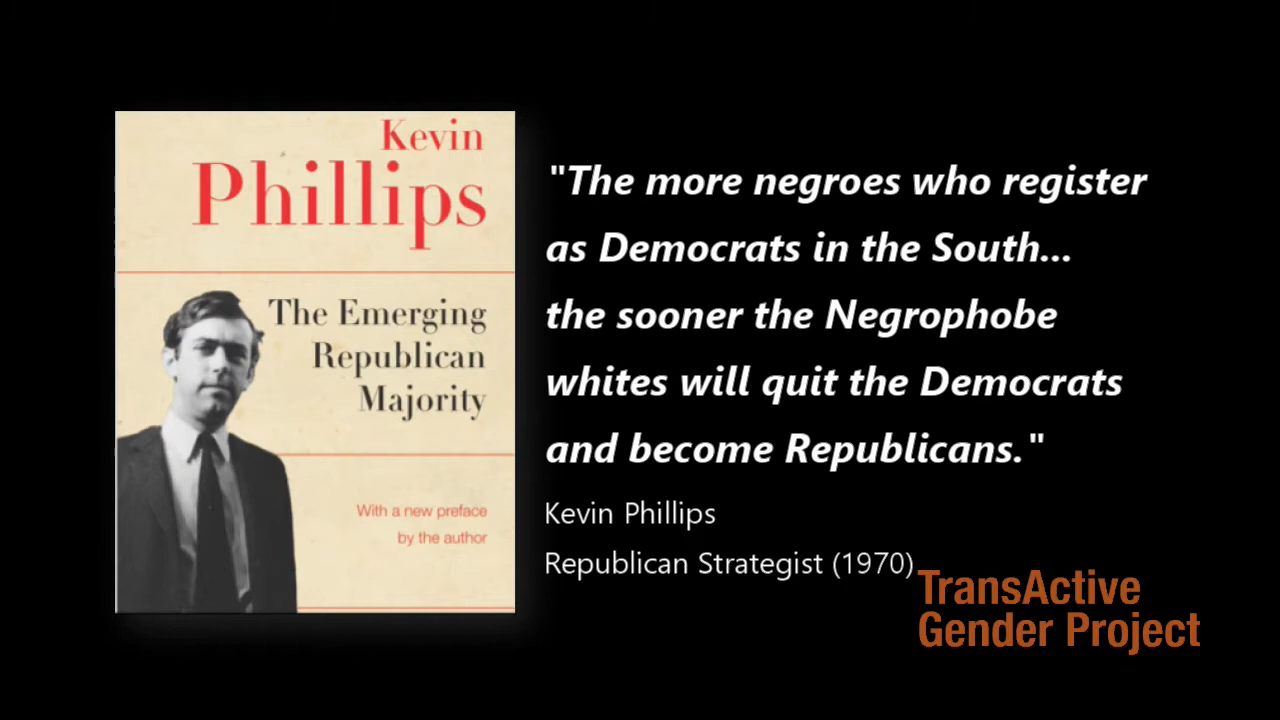 Kevin
Phillips
The Emerging
Republican
Majority
With a new preface
by the author
"The more negroes who register
as Democrats in the South...
the sooner the Negrophobe
whites will quit the Democrats
and become Republicans."
Kevin Phillips
Republican Strategist (1970)
TransActive
Gender Project